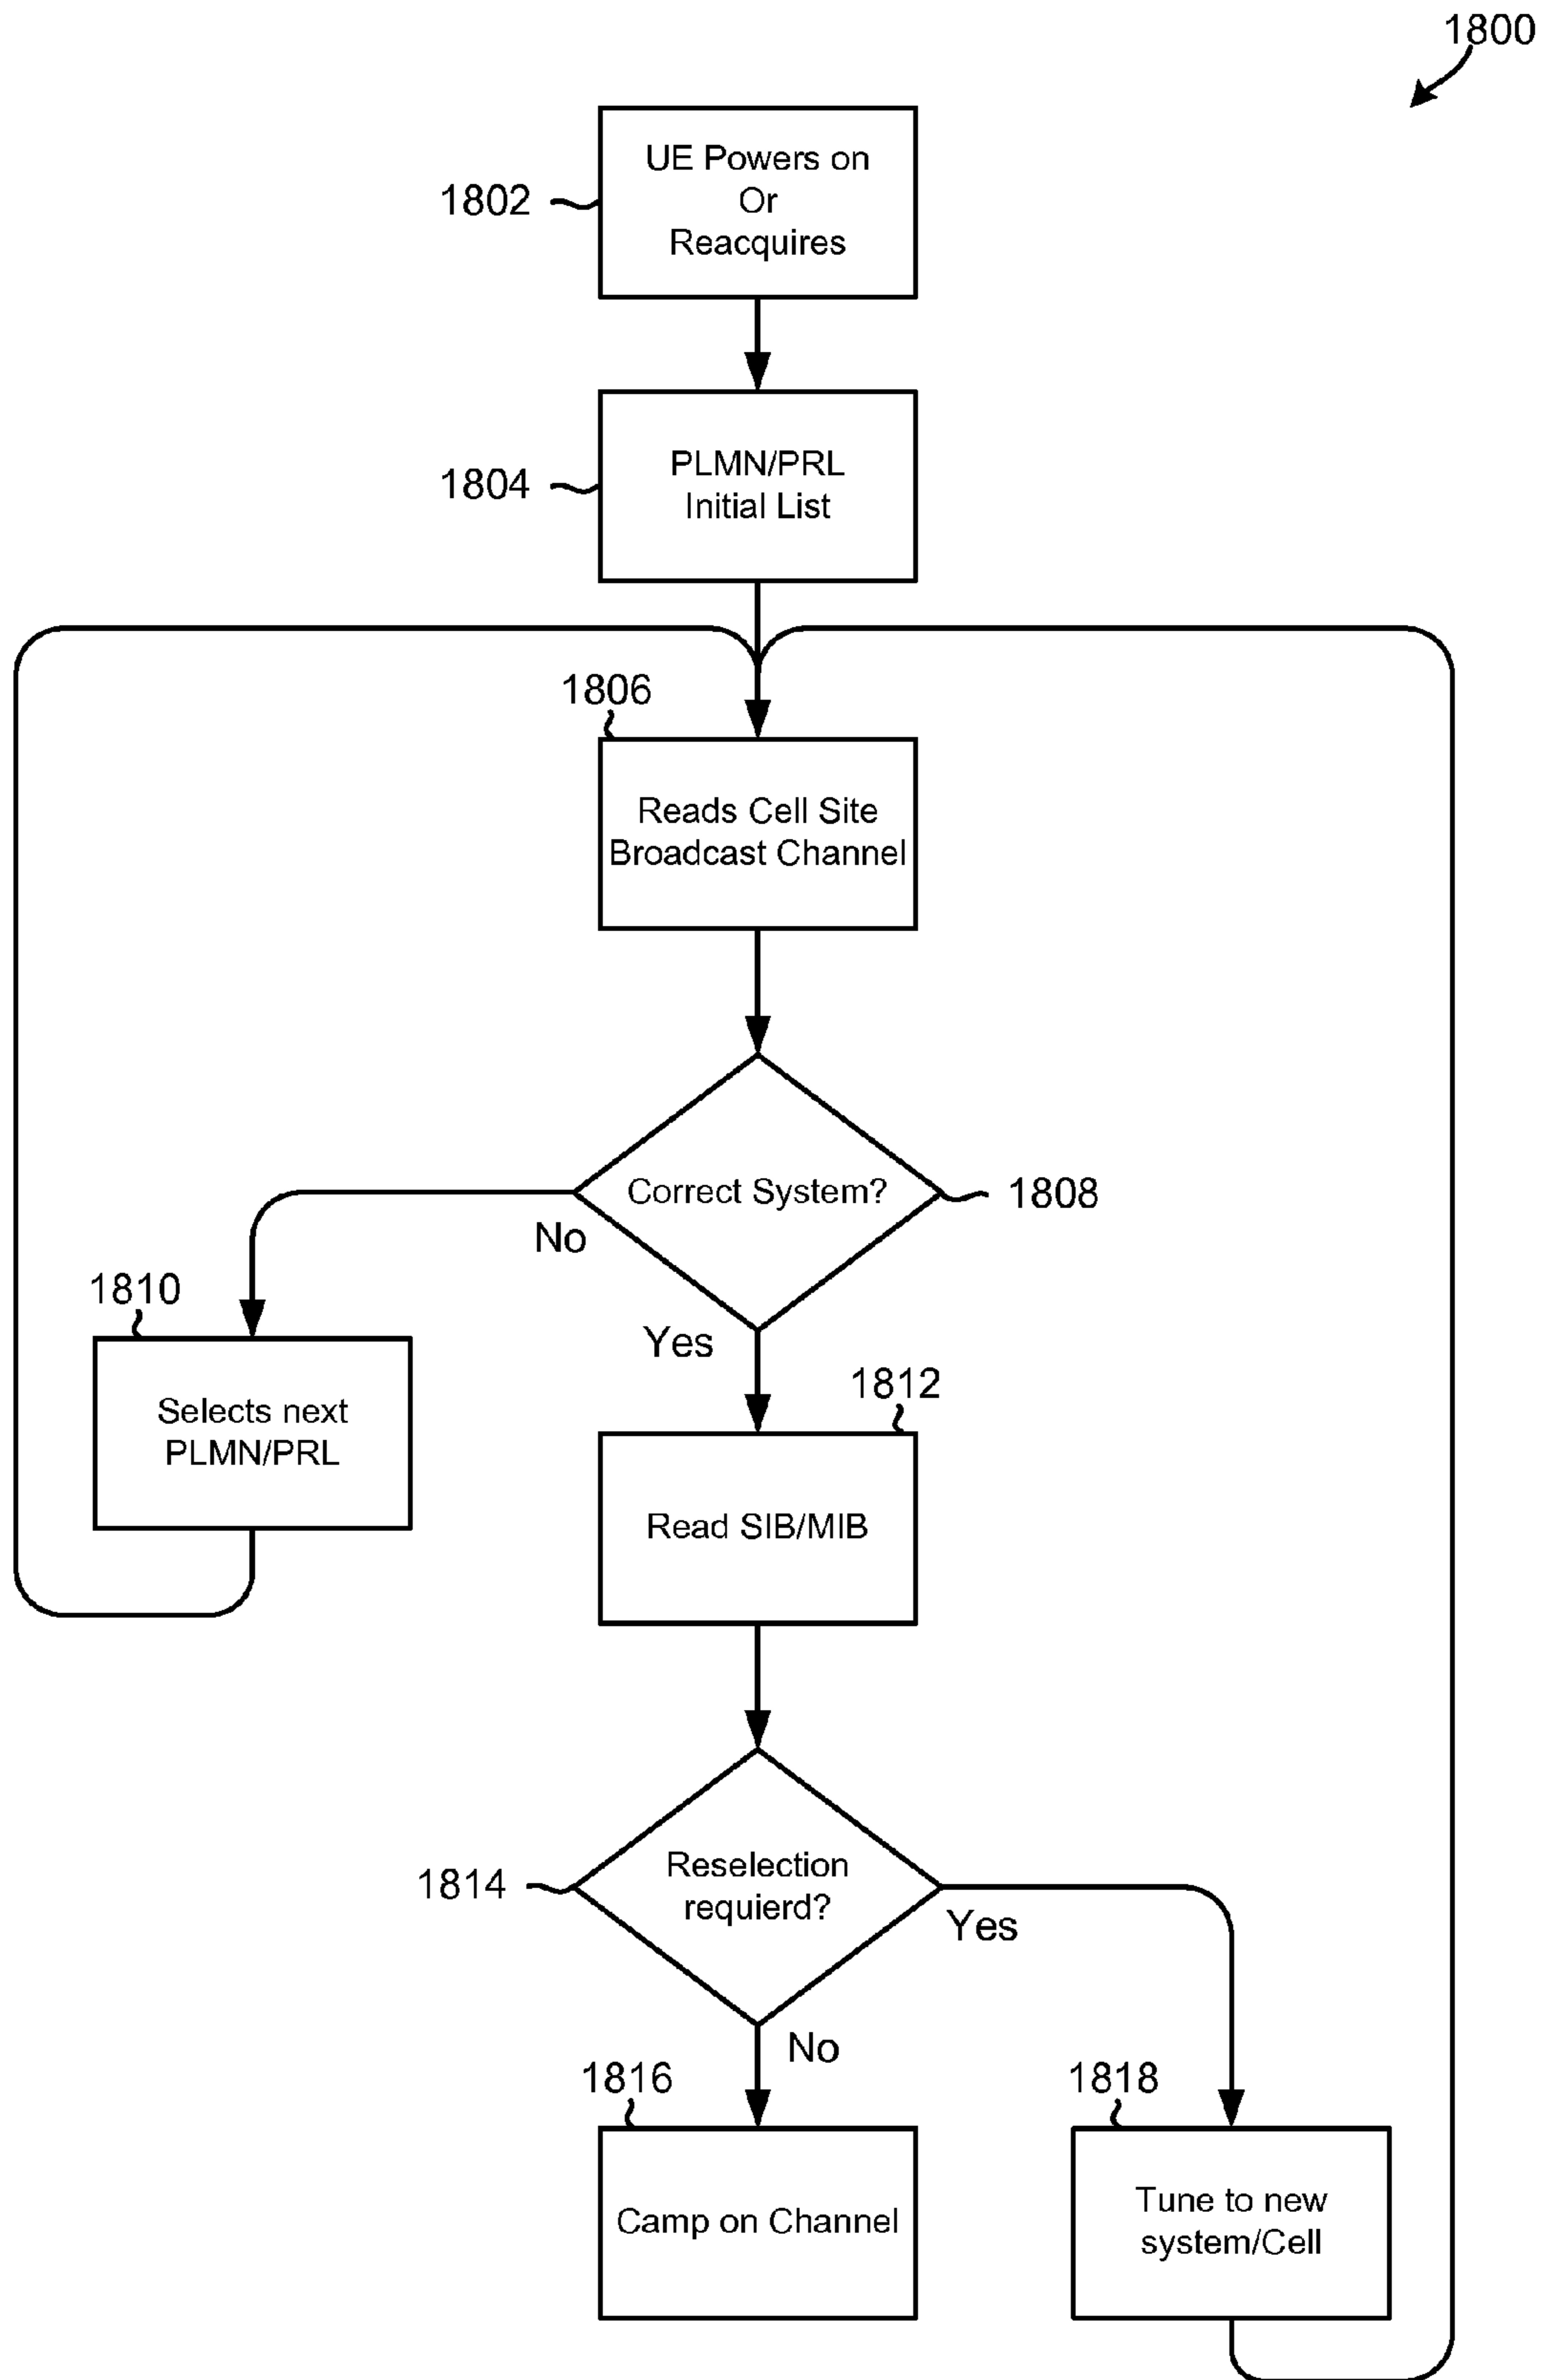 1800
UE Powers on
Or
Reacquires
1802
PLMN/PRL
Initial List
1804
1806
Reads Cell Site
Broadcast Channel
Correct System?
1808
No
Yes
1810
Selects next
PLMN/PRL
1812
Read SIB/MIB
Reselection
requierd?
1814
Yes
No
1816
Camp on Channel
1818
Tune to new
system/Cell